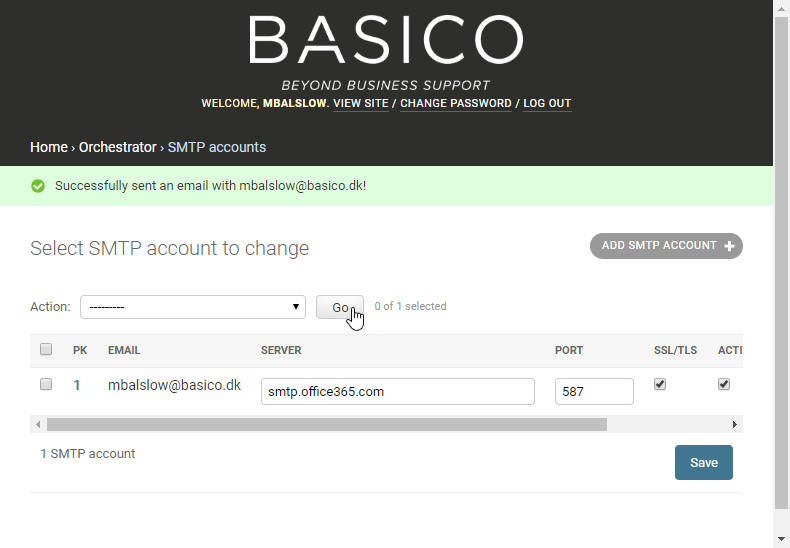 BASICO
BEYOND BUSINESS SUPPORT
WELCOME, MBALSLOW. VIEW SITE / CHANGE PASSWORD / LOG OUT
Home › Orchestrator › SMTP accounts
Successfully sent an email with mbalslow@basico.dk!
Select SMTP account to change
ADD SMTP ACCOUNT +
Action: --------- Go 0 of 1 selected
PK EMAIL SERVER PORT SSL/TLS ACTI
1 mbalslow@basico.dk smtp.office365.com 587
1 SMTP account
Save